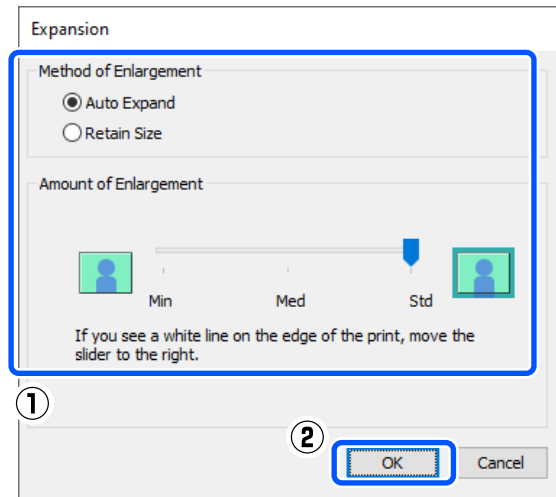 Expansion
Method of Enlargement
Auto Expand
Retain Size
Amount of Enlargement
Min Med Std
If you see a white line on the edge of the print, move the
slider to the right.
①
②
OK Cancel